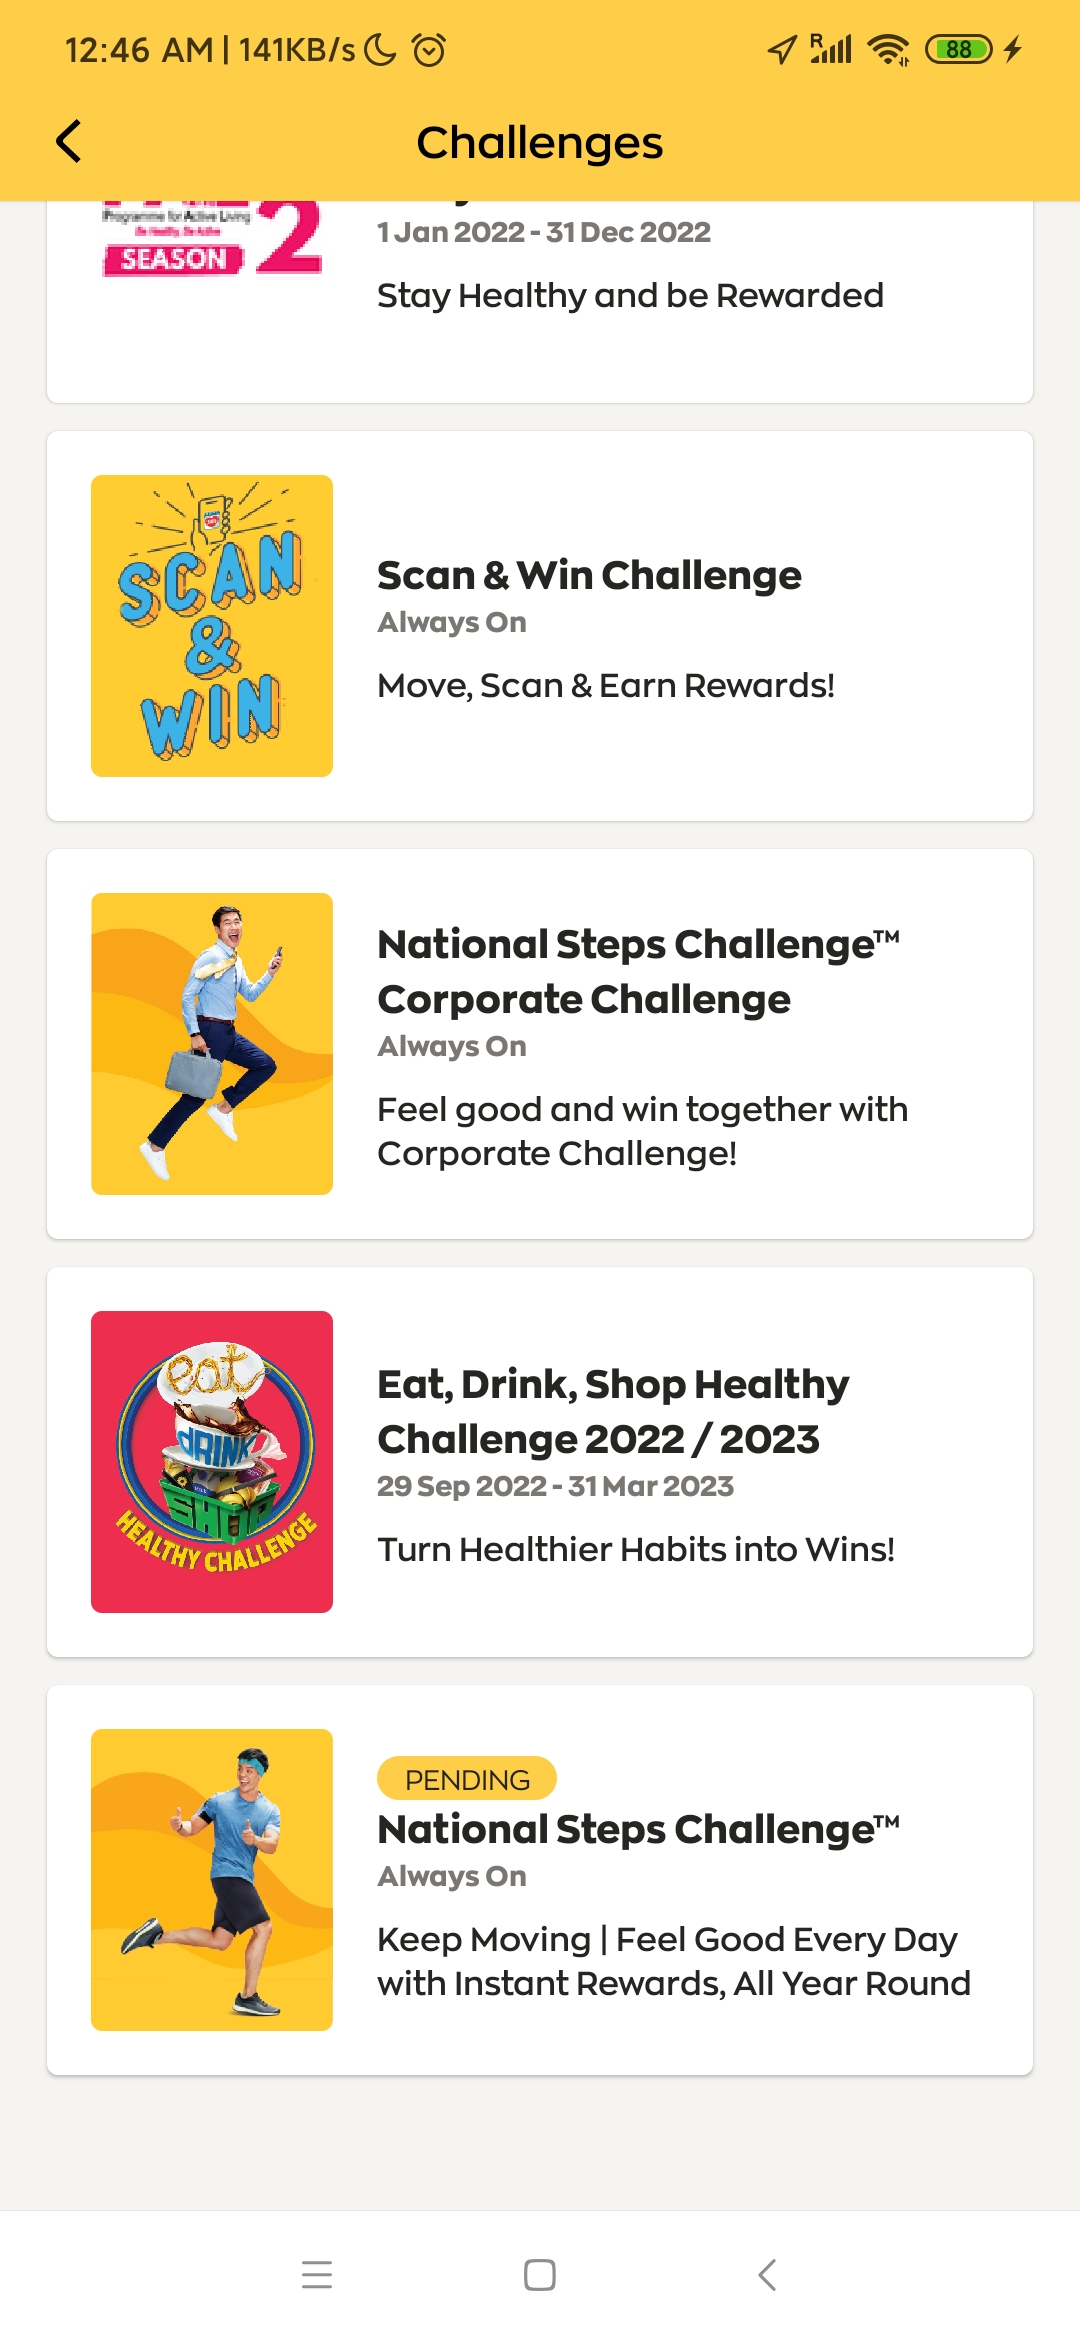 12:46 AM | 141KB/s
R
88
Challenges
Programme for Active Living
Be Healthy, Be Active
SEASON 2
1 Jan 2022 - 31 Dec 2022
Stay Healthy and be Rewarded
SCAN
&
WIN
Scan & Win Challenge
Always On
Move, Scan & Earn Rewards!
National Steps Challenge™
Corporate Challenge
Always On
Feel good and win together with
Corporate Challenge!
eat
DRINK
SHOP
HEALTHY CHALLENGE
Eat, Drink, Shop Healthy
Challenge 2022 / 2023
29 Sep 2022 - 31 Mar 2023
Turn Healthier Habits into Wins!
PENDING
National Steps Challenge™
Always On
Keep Moving | Feel Good Every Day
with Instant Rewards, All Year Round